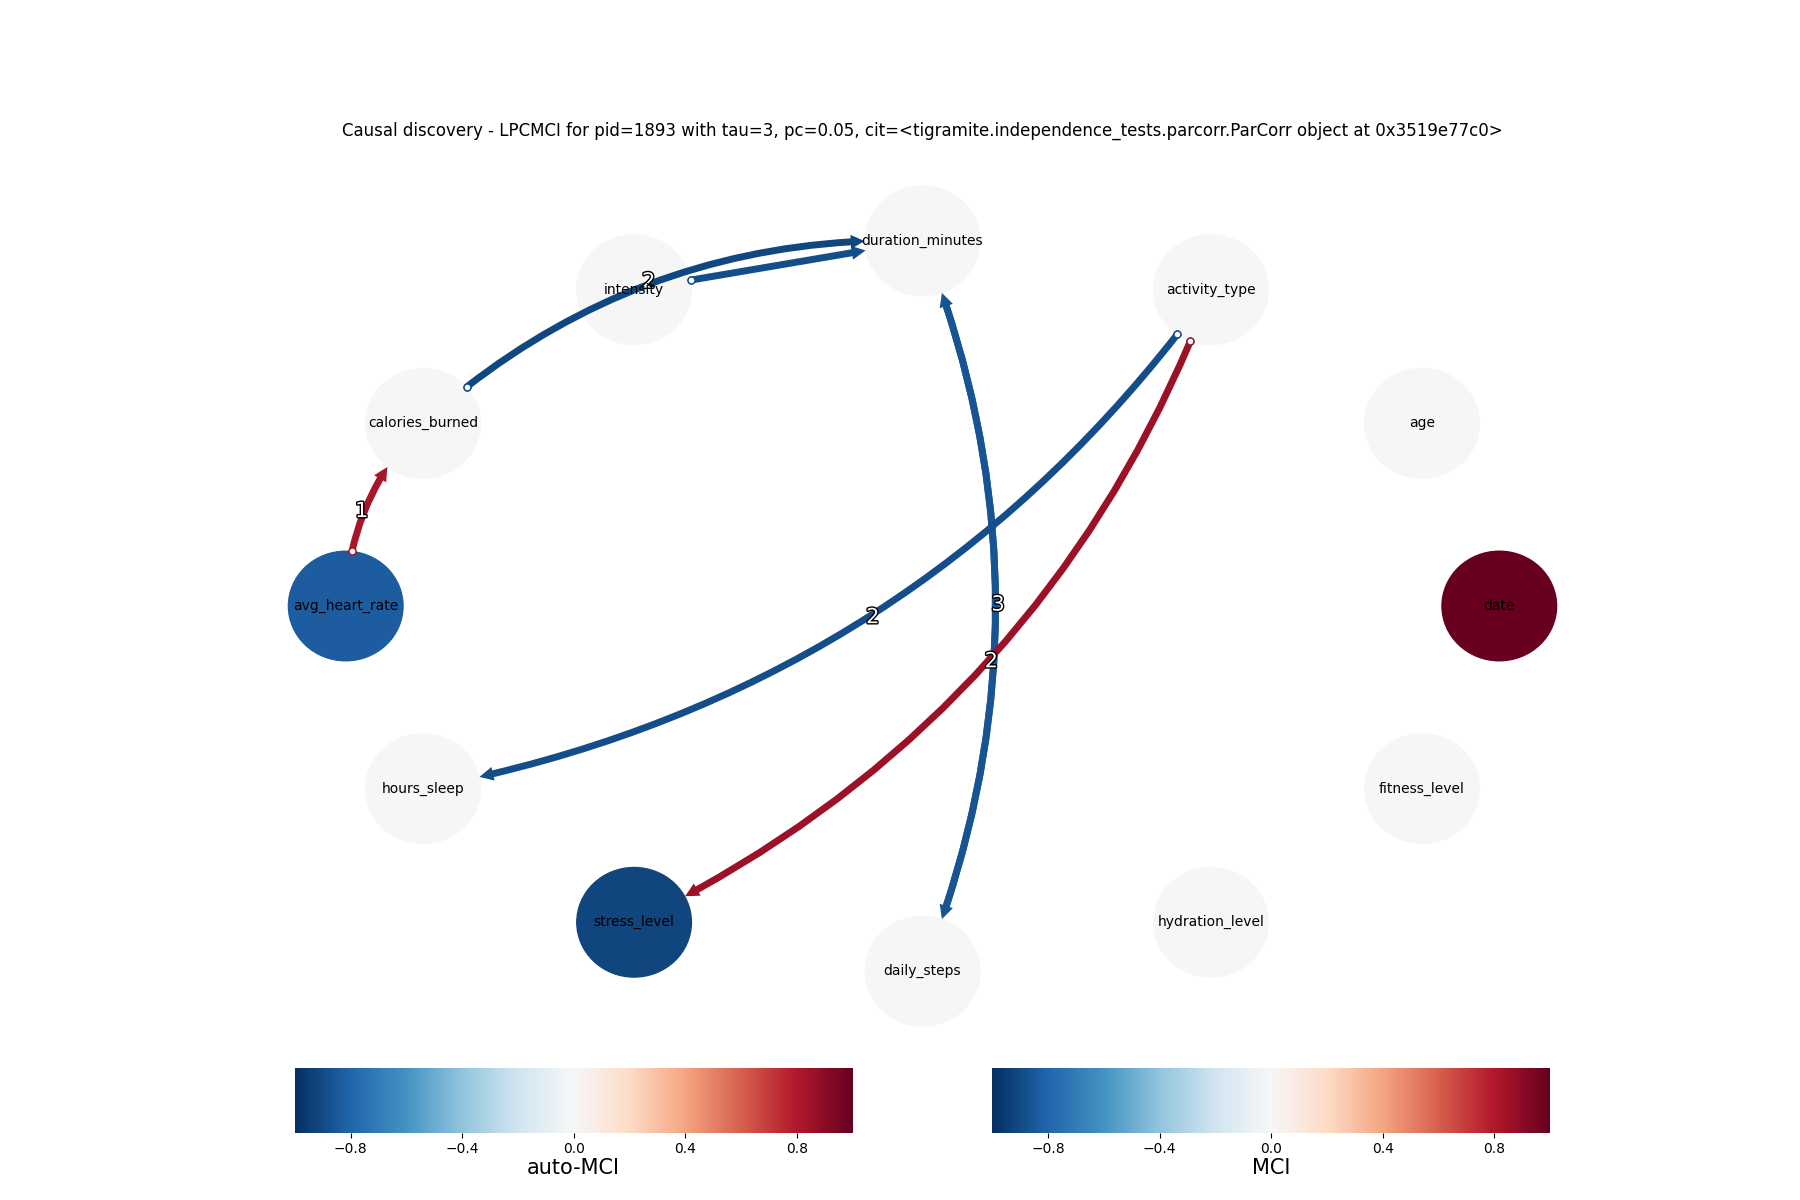 Causal discovery - LPCMCI for pid=1893 with tau=3, pc=0.05, cit=<tigramite.independence_tests.parcorr.ParCorr object at 0x3519e77c0>
duration_minutes
2
intensity
activity_type
calories_burned
age
1
avg_heart_rate
3
date
2
2
hours_sleep
fitness_level
stress_level
hydration_level
daily_steps
−0.8 −0.4 0.0 0.4 0.8
auto-MCI
−0.8 −0.4 0.0 0.4 0.8
MCI